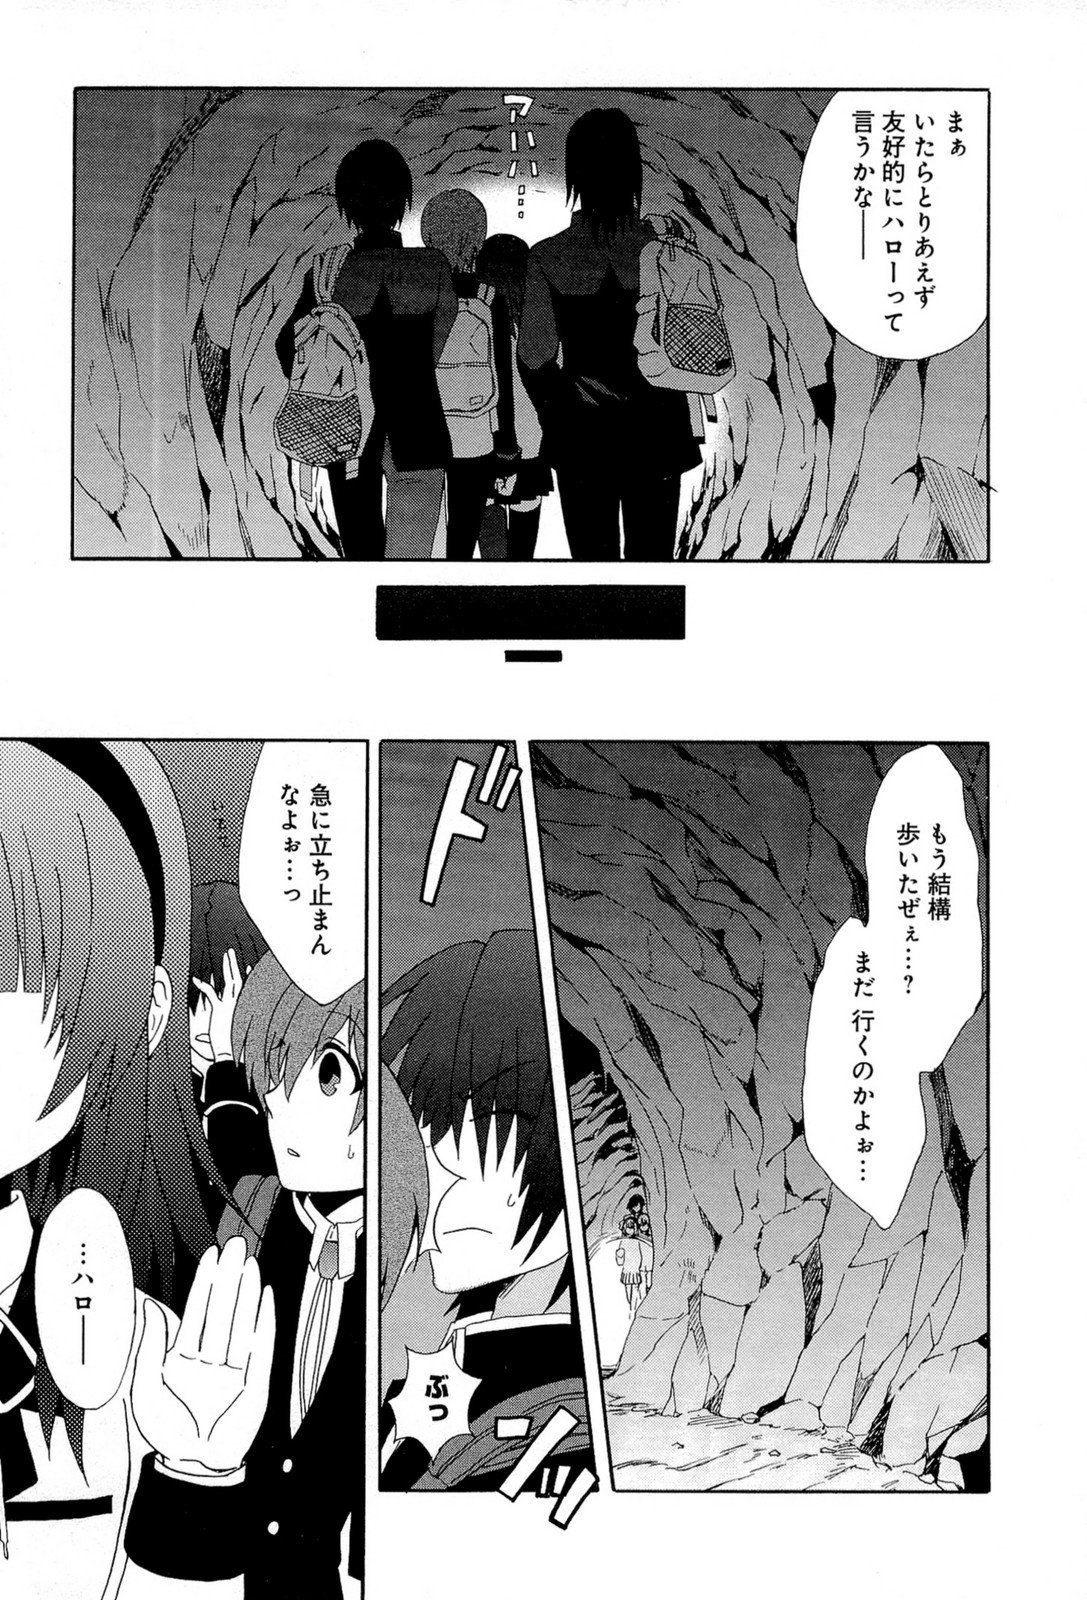 まぁ
いたらとりあえず
友好的にハローって
言うかな――
アハハ……
もう結構
歩いたぜぇ…?
まだ行くのかよぉ…
ドンッ
ぶっ
急に立ち止まん
なよぉ…っ
いてっ
…ハロ――